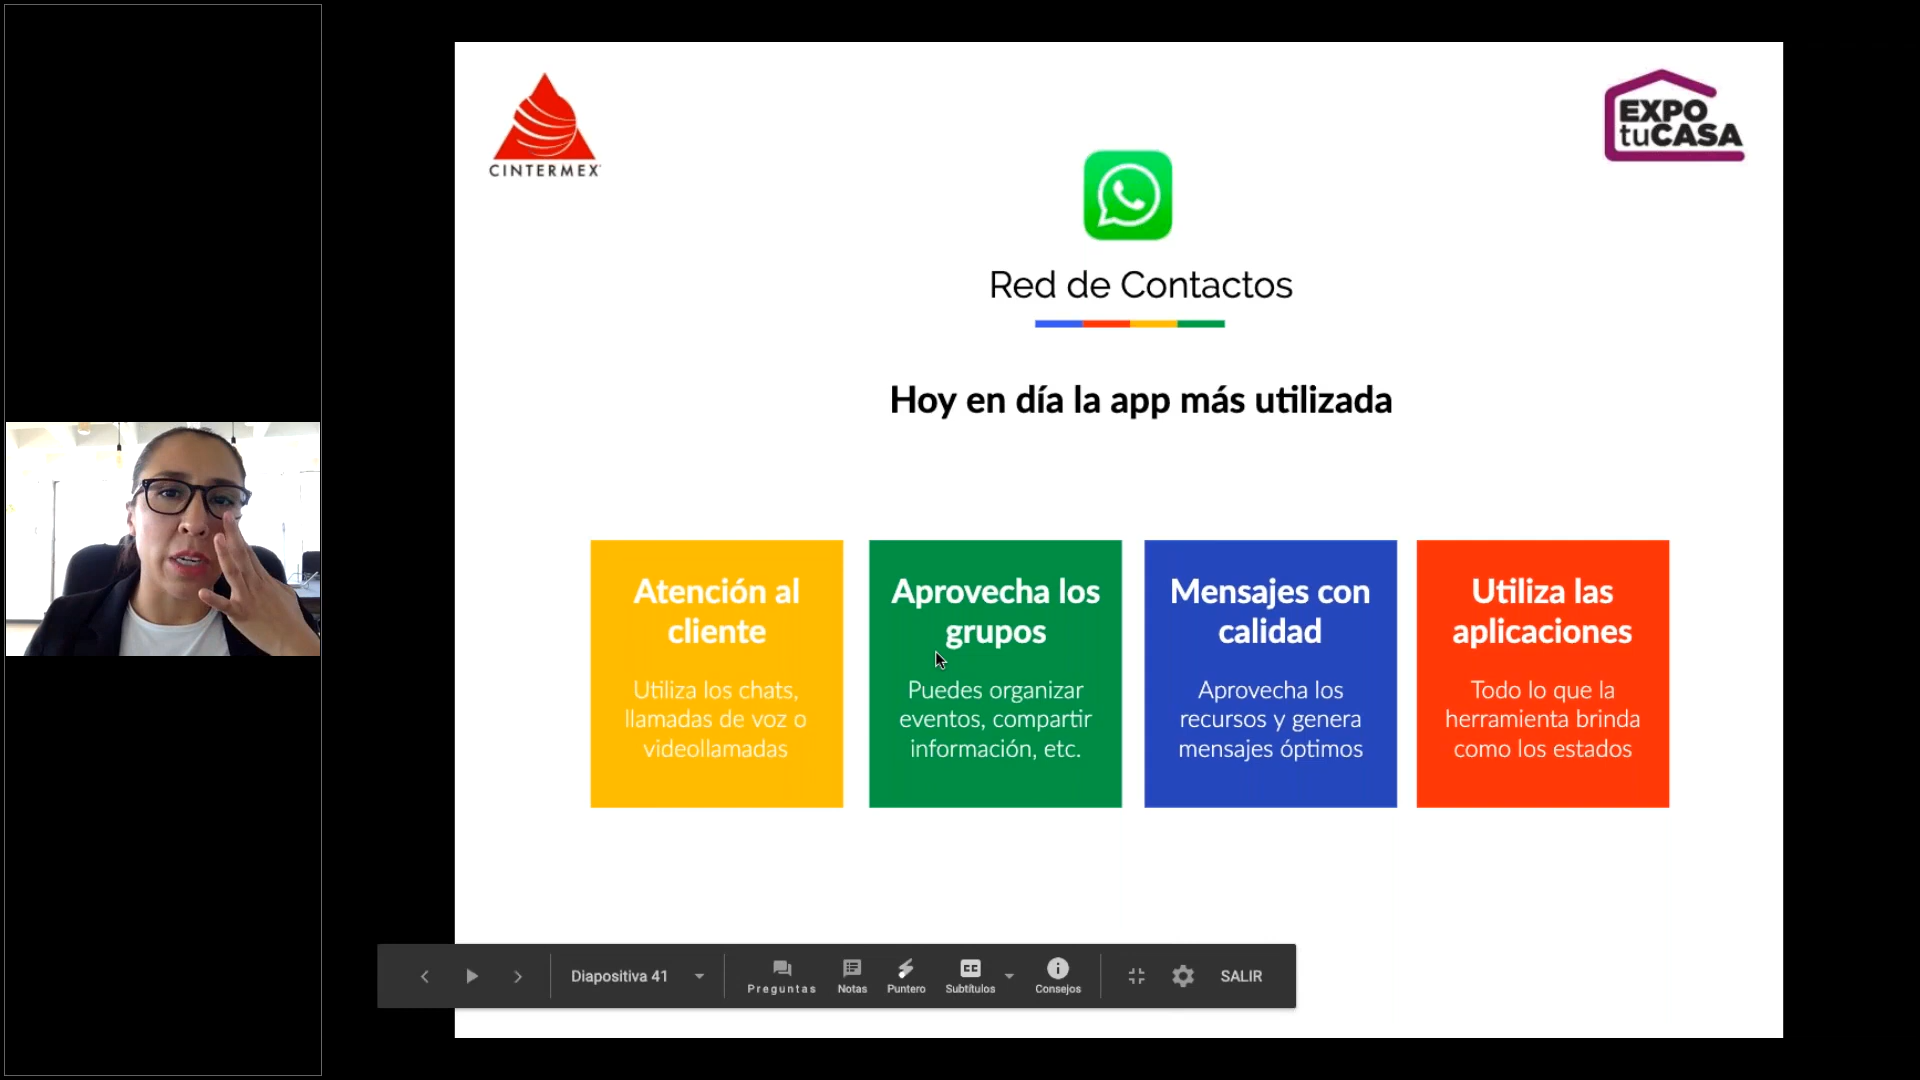 CINTERMEX
EXPO
tuCASA
Red de Contactos
Hoy en día la app más utilizada
Atención al
cliente
Utiliza los chats,
llamadas de voz o
videollamadas
Aprovecha los
grupos
Puedes organizar
eventos, compartir
información, etc.
Mensajes con
calidad
Aprovecha los
recursos y genera
mensajes óptimos
Utiliza las
aplicaciones
Todo lo que la
herramienta brinda
como los estados
Diapositiva 41
Preguntas
Notas
Puntero
CC
Subtítulos
Consejos
SALIR